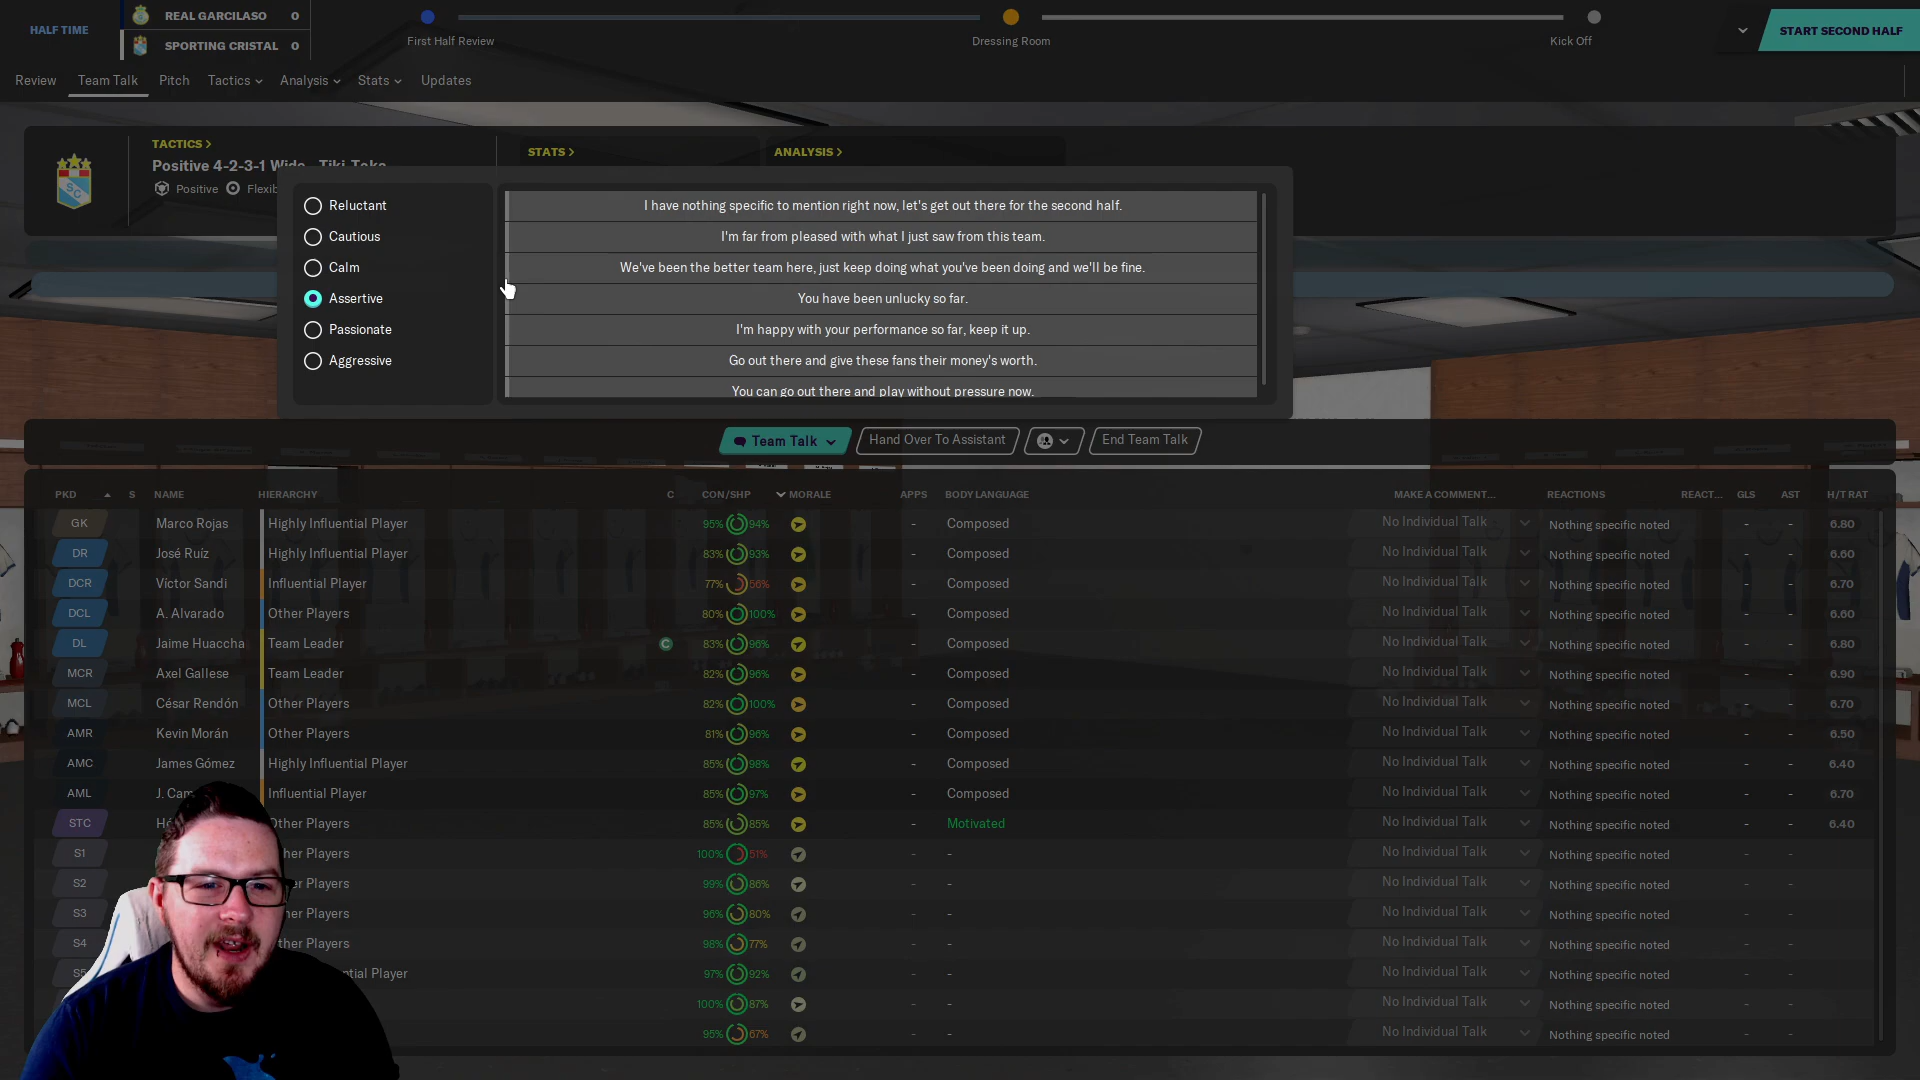 HALF TIME
REAL GARCILASO 0
SPORTING CRISTAL 0
First Half Review
Dressing Room
Kick Off
START SECOND HALF
Review Team Talk Pitch Tactics Analysis Stats Updates
TACTICS >
Positive 4-2-3-1 Wide - Tiki-Taka
Positive Flexib
STATS >
ANALYSIS >
Reluctant
Cautious
Calm
Assertive
Passionate
Aggressive
I have nothing specific to mention right now, let's get out there for the second half.
I'm far from pleased with what I just saw from this team.
We've been the better team here, just keep doing what you've been doing and we'll be fine.
You have been unlucky so far.
I'm happy with your performance so far, keep it up.
Go out there and give these fans their money's worth.
You can go out there and play without pressure now.
Team Talk Hand Over To Assistant End Team Talk
PKD S NAME HIERARCHY C CON/SHP MORALE APPS BODY LANGUAGE MAKE A COMMENT... REACTIONS REACT... GLS AST H/T RAT
GK Marco Rojas Highly Influential Player 95% 94% - Composed No Individual Talk Nothing specific noted - - 6.80
DR José Ruíz Highly Influential Player 83% 93% - Composed No Individual Talk Nothing specific noted - - 6.60
DCR Víctor Sandi Influential Player 77% 56% - Composed No Individual Talk Nothing specific noted - - 6.70
DCL A. Alvarado Other Players 80% 100% - Composed No Individual Talk Nothing specific noted - - 6.60
DL Jaime Huaccha Team Leader C 83% 96% - Composed No Individual Talk Nothing specific noted - - 6.80
MCR Axel Gallese Team Leader 82% 96% - Composed No Individual Talk Nothing specific noted - - 6.90
MCL César Rendón Other Players 82% 100% - Composed No Individual Talk Nothing specific noted - - 6.70
AMR Kevin Morán Other Players 81% 96% - Composed No Individual Talk Nothing specific noted - - 6.50
AMC James Gómez Highly Influential Player 85% 98% - Composed No Individual Talk Nothing specific noted - - 6.40
AML J. Cam Influential Player 85% 97% - Composed No Individual Talk Nothing specific noted - - 6.70
STC Hé Other Players 85% 85% - Motivated No Individual Talk Nothing specific noted - - 6.40
S1 her Players 100% 51% - - No Individual Talk Nothing specific noted - -
S2 er Players 99% 86% - - No Individual Talk Nothing specific noted - -
S3 her Players 96% 80% - - No Individual Talk Nothing specific noted - -
S4 ther Players 98% 77% - - No Individual Talk Nothing specific noted - -
S5 ntial Player 97% 92% - - No Individual Talk Nothing specific noted - -
100% 87% - - No Individual Talk Nothing specific noted - -
95% 67% - - No Individual Talk Nothing specific noted - -